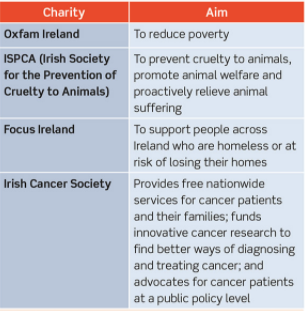 Charity Aim
Oxfam Ireland To reduce poverty
ISPCA (Irish Society
for the Prevention of
Cruelty to Animals)
To prevent cruelty to animals,
promote animal welfare and
proactively relieve animal
suffering
Focus Ireland
To support people across
Ireland who are homeless or at
risk of losing their homes
Irish Cancer Society
Provides free nationwide
services for cancer patients
and their families; funds
innovative cancer research to
find better ways of diagnosing
and treating cancer; and
advocates for cancer patients
at a public policy level